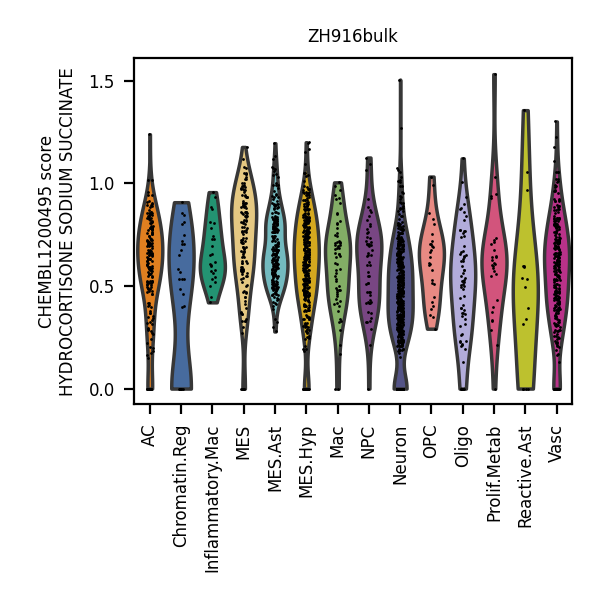 ZH916bulk
CHEMBL1200495 score
HYDROCORTISONE SODIUM SUCCINATE
1.5
1.0
0.5
0.0
AC
Chromatin.Reg
Inflammatory.Mac
MES
MES.Ast
MES.Hyp
Mac
NPC
Neuron
OPC
Oligo
Prolif.Metab
Reactive.Ast
Vasc